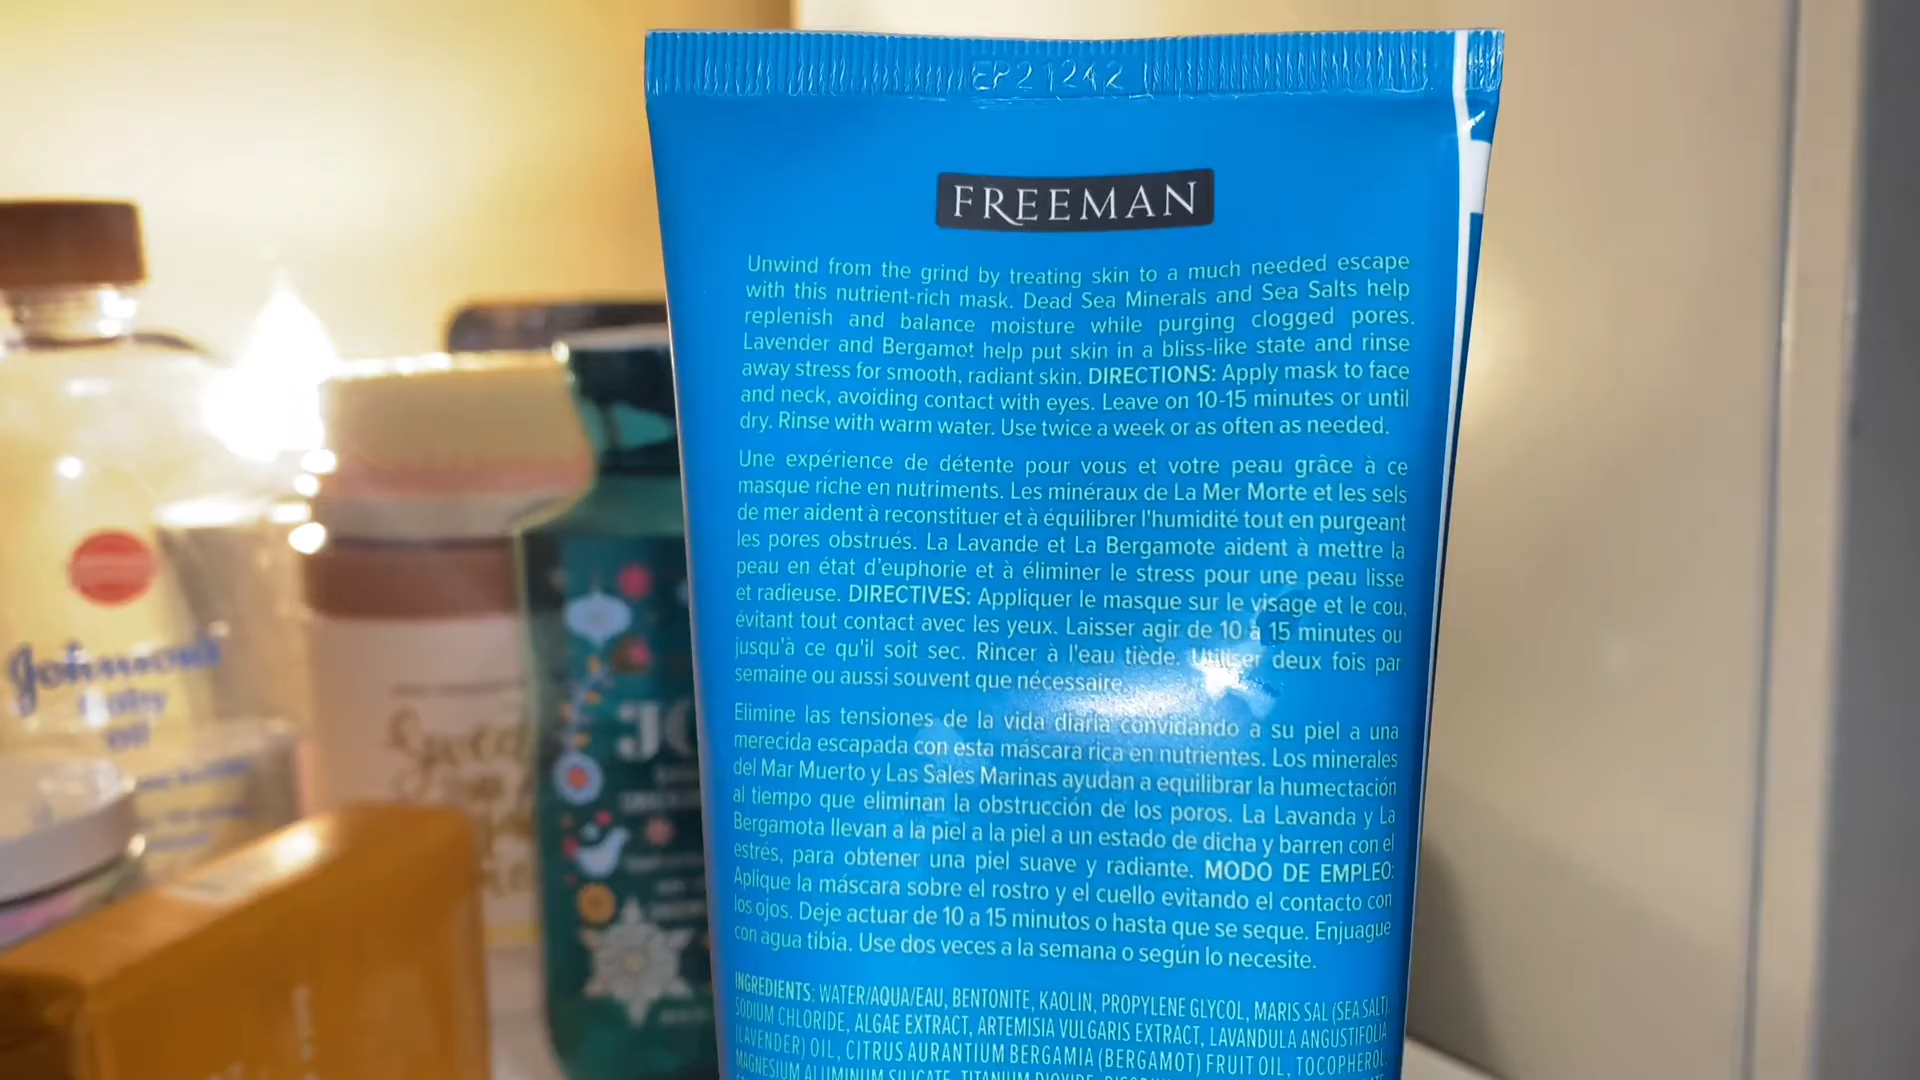 EP21242
FREEMAN
Unwind from the grind by treating skin to a much needed escape
with this nutrient-rich mask. Dead Sea Minerals and Sea Salts help
replenish and balance moisture while purging clogged pores.
Lavender and Bergamot help put skin in a bliss-like state and rinse
away stress for smooth, radiant skin. DIRECTIONS: Apply mask to face
and neck, avoiding contact with eyes. Leave on 10-15 minutes or until
dry. Rinse with warm water. Use twice a week or as often as needed.
Une expérience de détente pour vous et votre peau grâce à ce
masque riche en nutriments. Les minéraux de La Mer Morte et les sels
de mer aident à reconstituer et à équilibrer l'humidité tout en purgeant
les pores obstrués. La Lavande et La Bergamote aident à mettre la
peau en état d'euphorie et à éliminer le stress pour une peau lisse
et radieuse. DIRECTIVES: Appliquer le masque sur le visage et le cou,
évitant tout contact avec les yeux. Laisser agir de 10 à 15 minutes ou
jusqu'à ce qu'il soit sec. Rincer à l'eau tiède. Utiliser deux fois par
semaine ou aussi souvent que nécessaire.
Elimine las tensiones de la vida diaria convidando a su piel a una
merecida escapada con esta máscara rica en nutrientes. Los minerales
del Mar Muerto y Las Sales Marinas ayudan a equilibrar la humectación
al tiempo que eliminan la obstrucción de los poros. La Lavanda y La
Bergamota llevan a la piel a la piel a un estado de dicha y barren con el
estrés, para obtener una piel suave y radiante. MODO DE EMPLEO:
Aplique la máscara sobre el rostro y el cuello evitando el contacto con
los ojos. Deje actuar de 10 a 15 minutos o hasta que se seque. Enjuague
con agua tibia. Use dos veces a la semana o según lo necesite.
INGREDIENTS: WATER/AQUA/EAU, BENTONITE, KAOLIN, PROPYLENE GLYCOL, MARIS SAL (SEA SALT),
SODIUM CHLORIDE, ALGAE EXTRACT, ARTEMISIA VULGARIS EXTRACT, LAVANDULA ANGUSTIFOLIA
(LAVENDER) OIL, CITRUS AURANTIUM BERGAMIA (BERGAMOT) FRUIT OIL, TOCOPHEROL,
MAGNESIUM ALUMINUM SILICATE, TITANIUM DIOXIDE,
Johnson's
baby
oil
JO